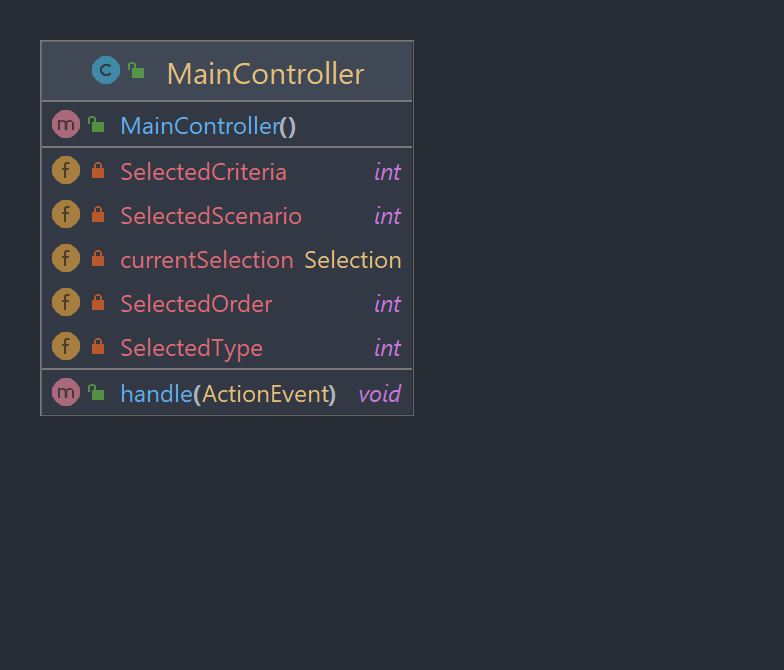 C MainController
m MainController()
f SelectedCriteria int
f SelectedScenario int
f currentSelection Selection
f SelectedOrder int
f SelectedType int
m handle(ActionEvent) void